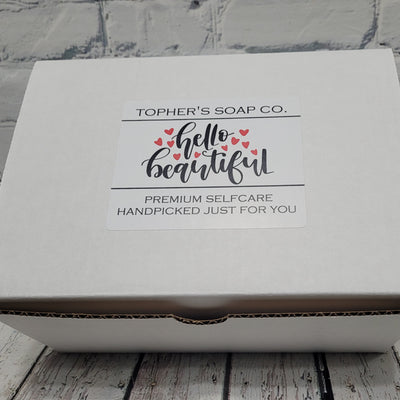 TOPHER'S SOAP CO.
hello
beautiful
PREMIUM SELFCARE
HANDPICKED JUST FOR YOU